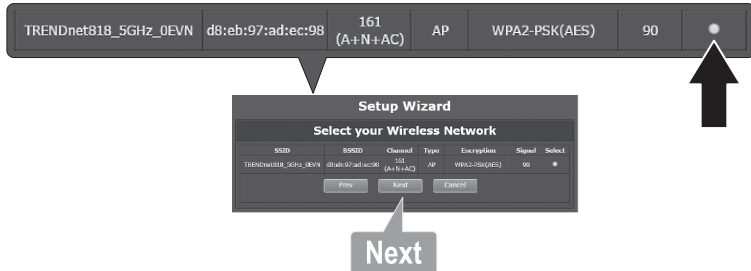 TRENDnet818_5GHz_0EVN d8:eb:97:ad:ec:98 161 (A+N+AC) AP WPA2-PSK(AES) 90
Setup Wizard
Select your Wireless Network
SSID BSSID Channel Type Encryption Signal Select
TRENDnet818_5GHz_0EVN d8:eb:97:ad:ec:98 161 (A+N+AC) AP WPA2-PSK(AES) 90
Prev Next Cancel
Next